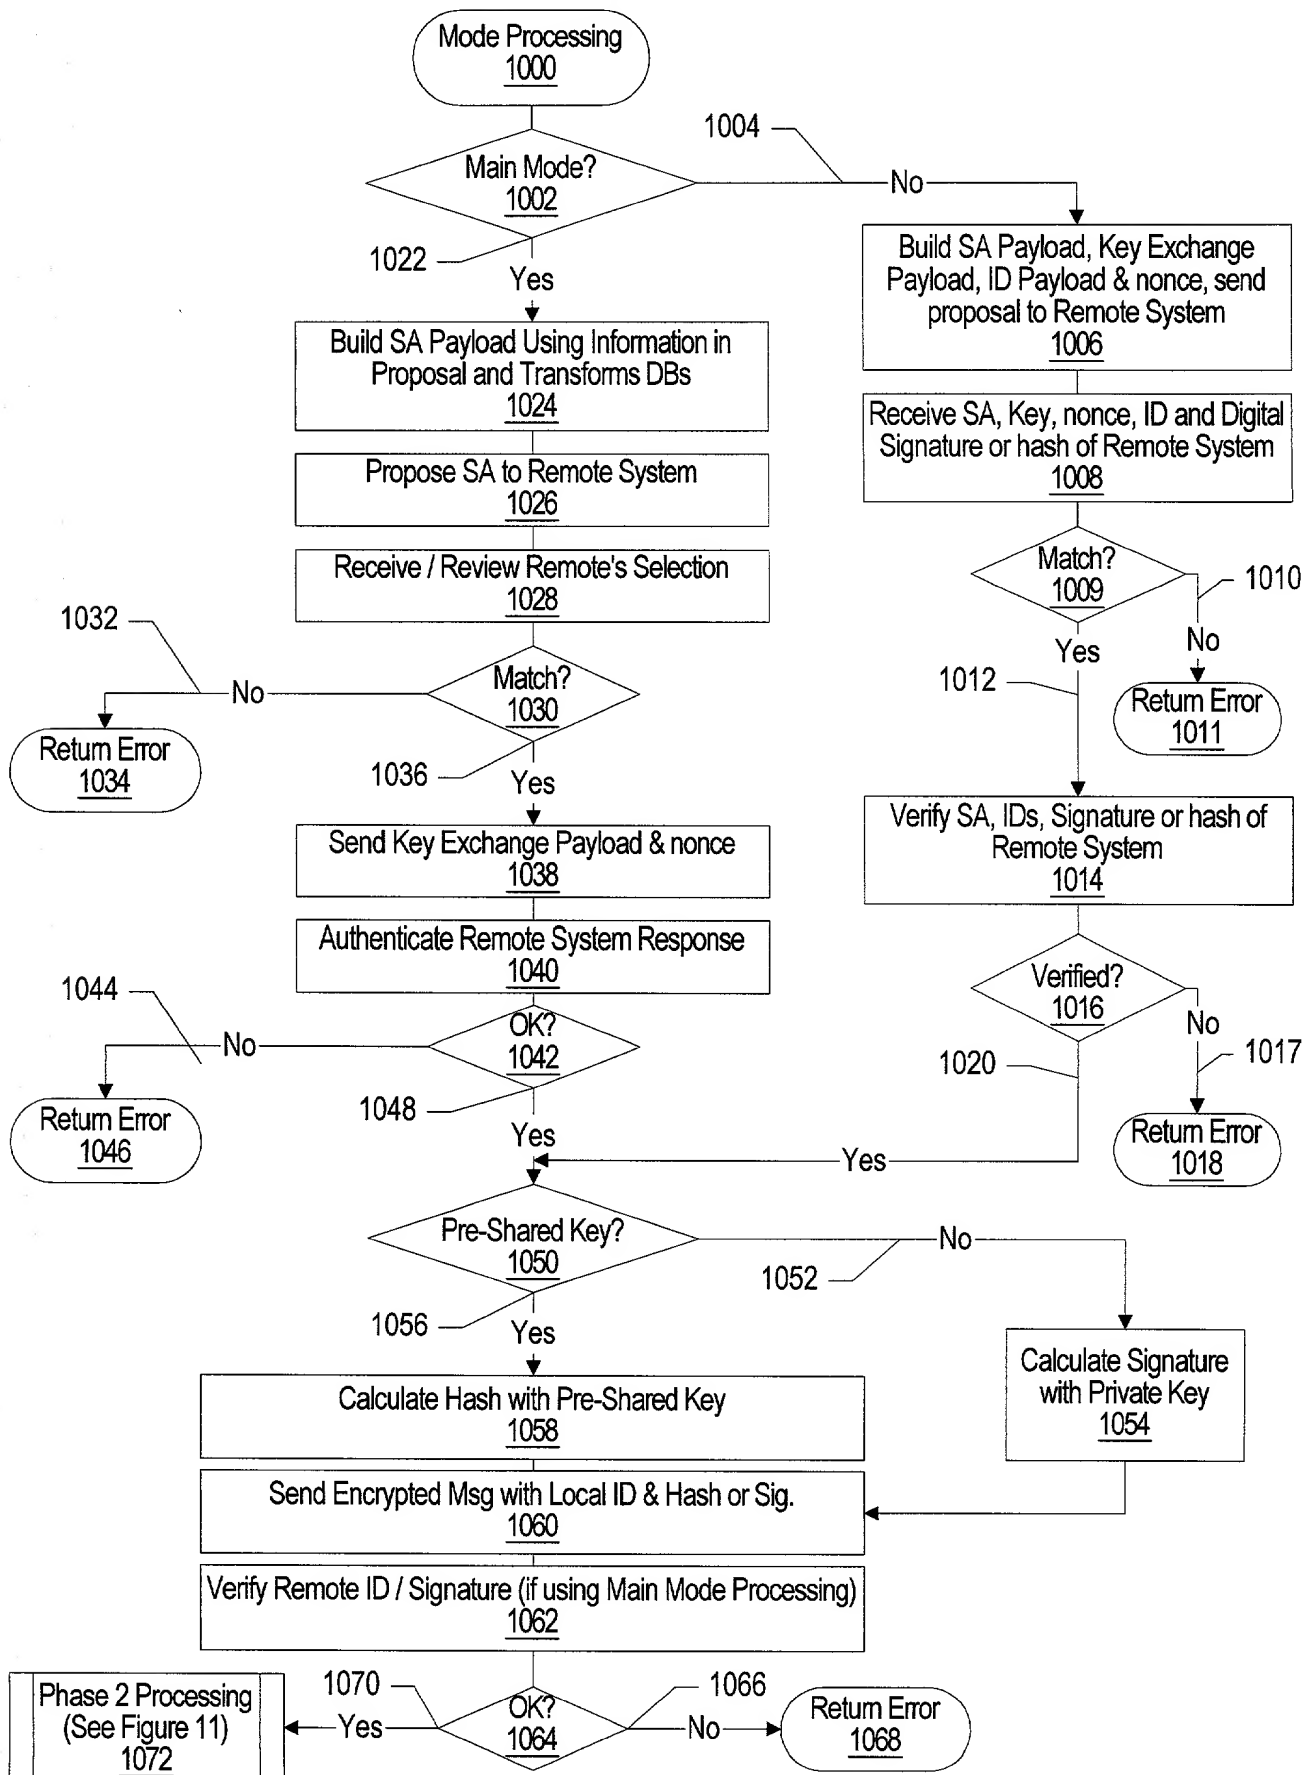 Mode Processing
1000
1004
Main Mode?
1002
No
1022
Yes
Build SA Payload, Key Exchange
Payload, ID Payload & nonce, send
proposal to Remote System
1006
Build SA Payload Using Information in
Proposal and Transforms DBs
1024
Receive SA, Key, nonce, ID and Digital
Signature or hash of Remote System
1008
Propose SA to Remote System
1026
Receive / Review Remote's Selection
1028
Match?
1009
1010
No
Yes
1012
Return Error
1011
1032
No
Match?
1030
Return Error
1034
1036
Yes
Verify SA, IDs, Signature or hash of
Remote System
1014
Send Key Exchange Payload & nonce
1038
Authenticate Remote System Response
1040
Verified?
1016
No
1017
1020
Return Error
1018
1044
No
OK?
1042
Return Error
1046
1048
Yes
Yes
Pre-Shared Key?
1050
No
1052
1056
Yes
Calculate Signature
with Private Key
1054
Calculate Hash with Pre-Shared Key
1058
Send Encrypted Msg with Local ID & Hash or Sig.
1060
Verify Remote ID / Signature (if using Main Mode Processing)
1062
Phase 2 Processing
(See Figure 11)
1072
1070
Yes
OK?
1064
1066
No
Return Error
1068